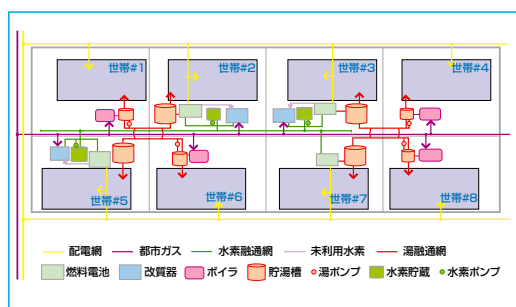 世帯#1
世帯#2
世帯#3
世帯#4
世帯#5
世帯#6
世帯#7
世帯#8
配電網 都市ガス 水素融通網 未利用水素 湯融通網
燃料電池 改質器 ボイラ 貯湯槽 湯ポンプ 水素貯蔵 水素ポンプ